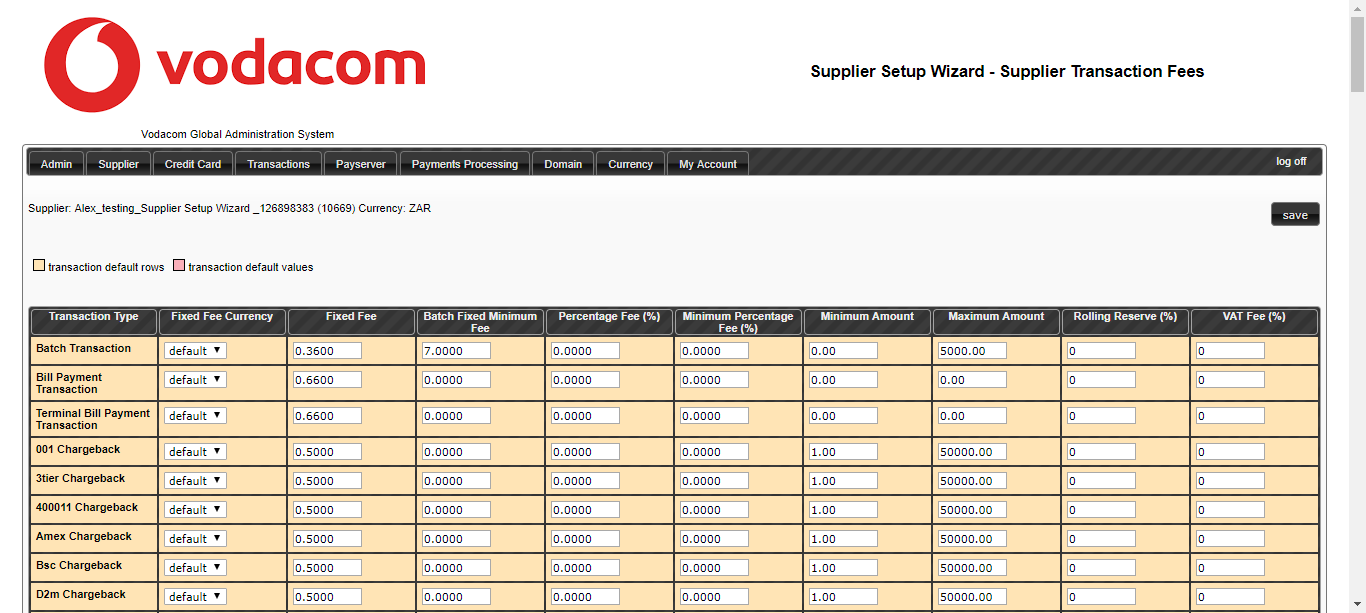 vodacom
Supplier Setup Wizard - Supplier Transaction Fees
Vodacom Global Administration System
Admin Supplier Credit Card Transactions Payserver Payments Processing Domain Currency My Account log off
Supplier: Alex_testing_Supplier Setup Wizard _126898383 (10669) Currency: ZAR
save
transaction default rows transaction default values
Transaction Type Fixed Fee Currency Fixed Fee Batch Fixed Minimum Percentage Fee (%) Minimum Percentage Minimum Amount Maximum Amount Rolling Reserve (%) VAT Fee (%)
Fee Fee (%)
Batch Transaction default 0.3600 7.0000 0.0000 0.0000 0.00 5000.00 0 0
Bill Payment
Transaction default 0.6600 0.0000 0.0000 0.0000 0.00 0.00 0 0
Terminal Bill Payment
Transaction default 0.6600 0.0000 0.0000 0.0000 0.00 0.00 0 0
001 Chargeback default 0.5000 0.0000 0.0000 0.0000 1.00 50000.00 0 0
3tier Chargeback default 0.5000 0.0000 0.0000 0.0000 1.00 50000.00 0 0
400011 Chargeback default 0.5000 0.0000 0.0000 0.0000 1.00 50000.00 0 0
Amex Chargeback default 0.5000 0.0000 0.0000 0.0000 1.00 50000.00 0 0
Bsc Chargeback default 0.5000 0.0000 0.0000 0.0000 1.00 50000.00 0 0
D2m Chargeback default 0.5000 0.0000 0.0000 0.0000 1.00 50000.00 0 0